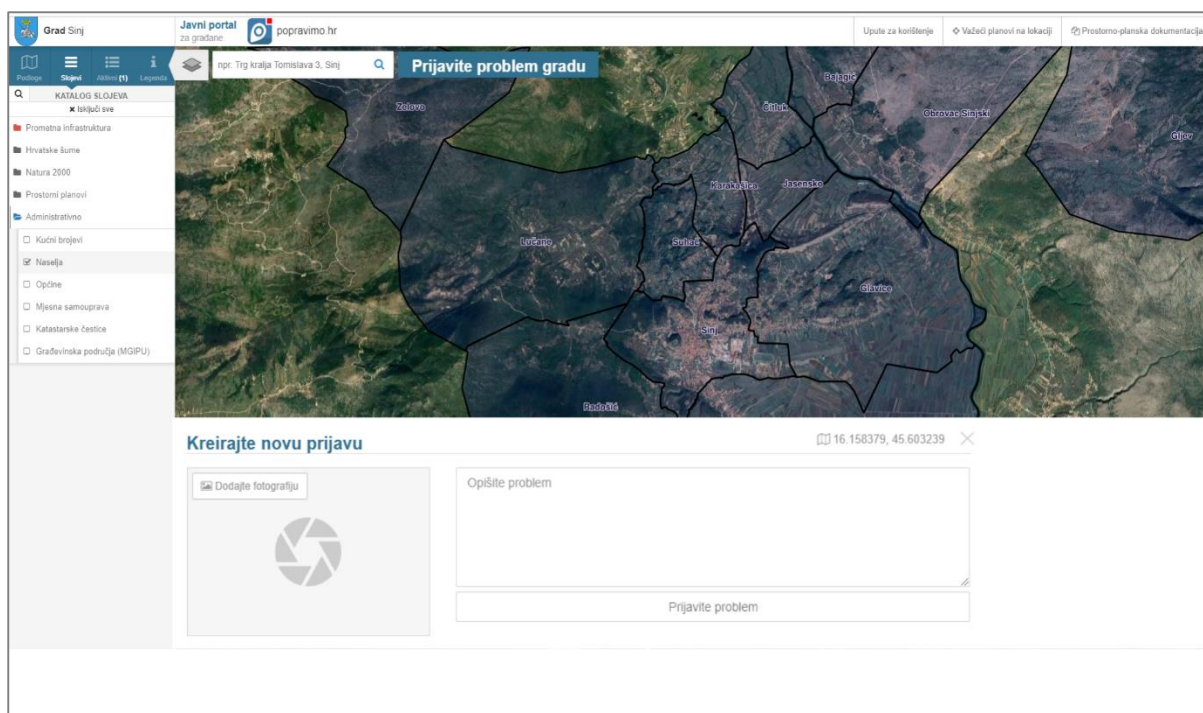 Grad Sinj
Javni portal
za građane
popravimo.hr
Upute za korištenje
Važeći planovi na lokaciji
Prostorno-planska dokumentacija
Podloge
Slojevi
Aktivni (1)
Legenda
npr. Trg kralja Tomislava 3, Sinj
Prijavite problem gradu
KATALOG SLOJEVA
Isključi sve
Prometna infrastruktura
Hrvatske šume
Natura 2000
Prostorni planovi
Administrativno
Kućni brojevi
Naselja
Općine
Mjesna samouprava
Katastarske čestice
Građevinska područja (MGIPU)
Zelovo
Bajagić
Čitluk
Obrovac Sinjski
Gljev
Karakašica
Jasensko
Lučane
Suhač
Glavice
Sinj
Radošić
Kreirajte novu prijavu
16.158379, 45.603239
Dodajte fotografiju
Opišite problem
Prijavite problem